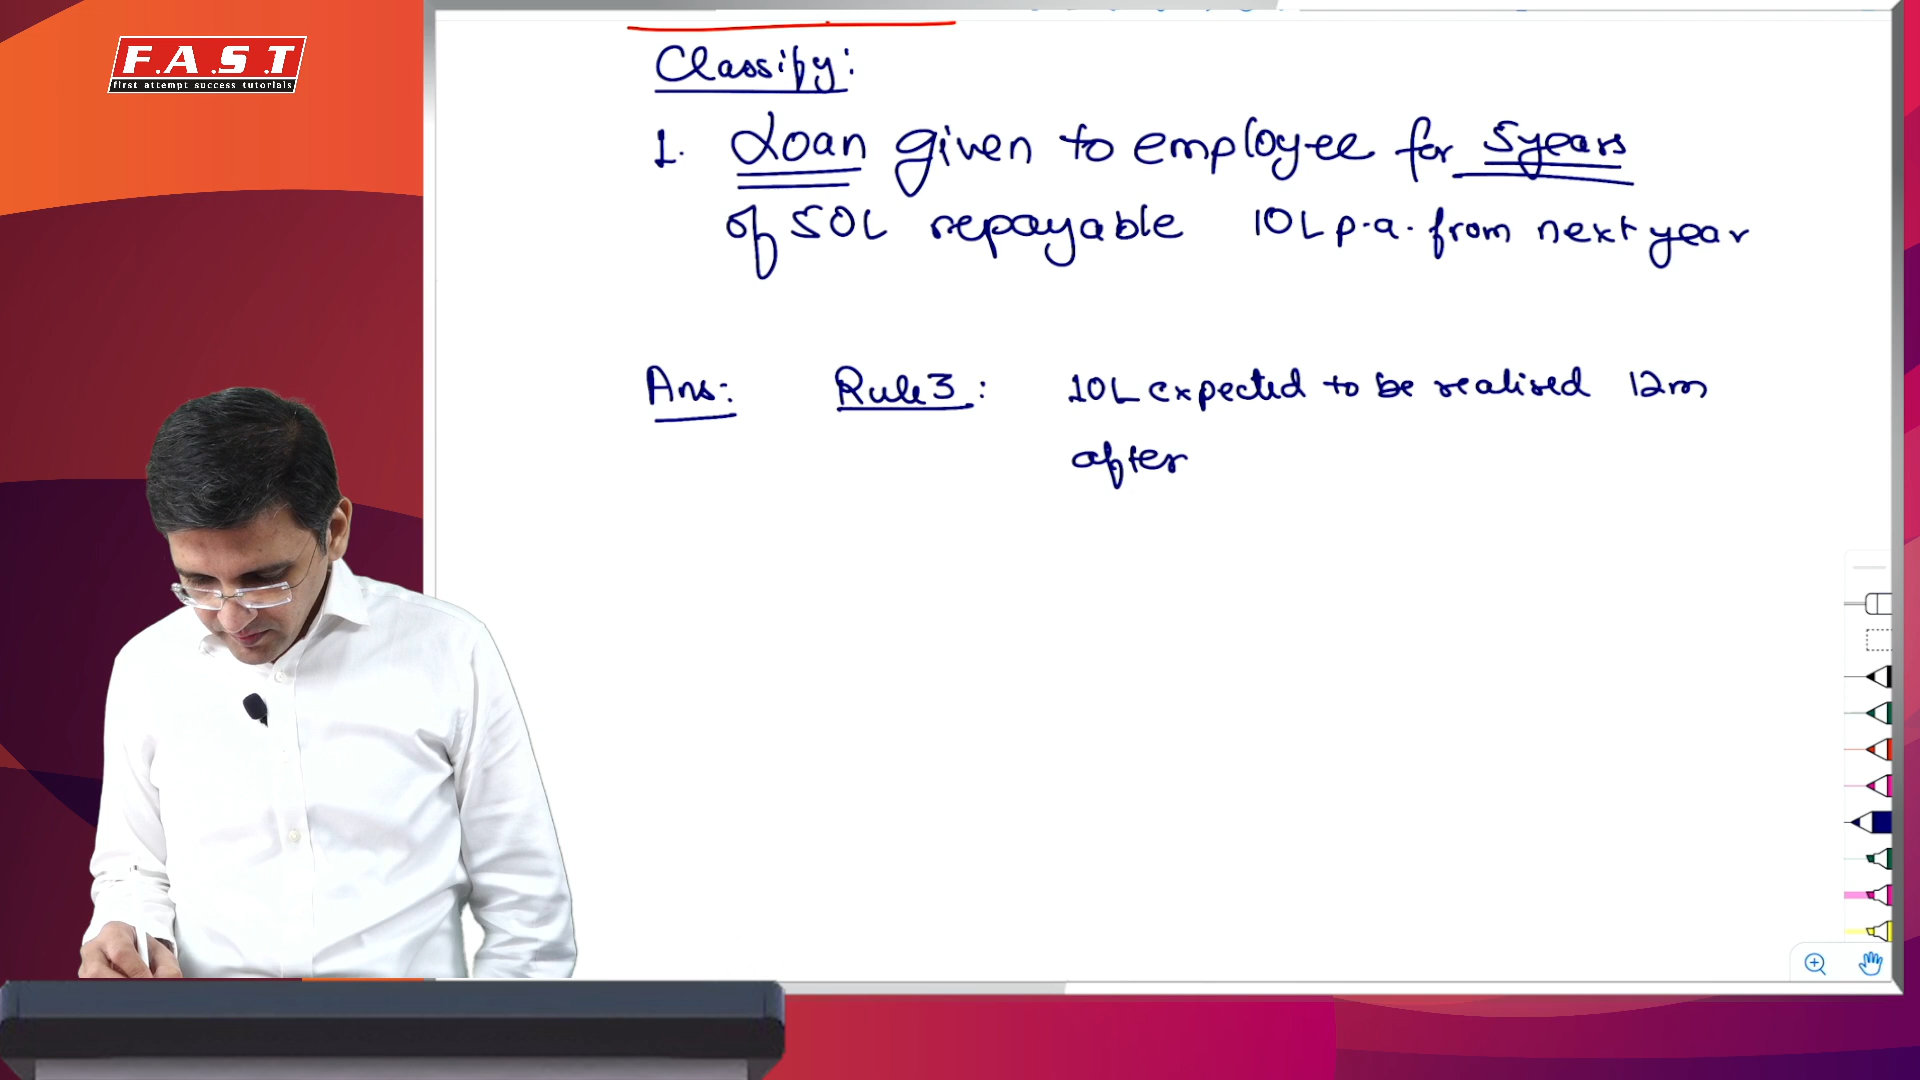 F.A.S.T
first attempt success tutorials
Classify:
1. Loan given to employee for 5years
of 50L repayable 10L p.a. from next year
Ans: Rule3: 10L expected to be realised 12m
after